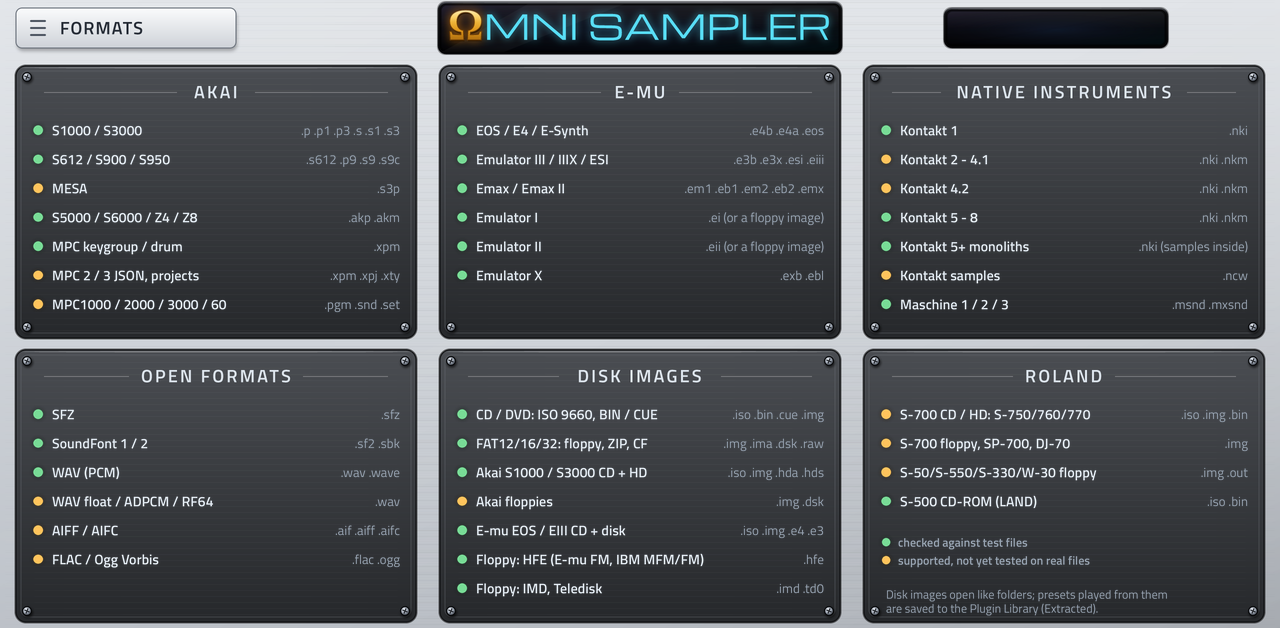 ☰ FORMATS
ΩMNI SAMPLER
AKAI
S1000 / S3000 .p .p1 .p3 .s .s1 .s3
S612 / S900 / S950 .s612 .p9 .s9 .s9c
MESA .s3p
S5000 / S6000 / Z4 / Z8 .akp .akm
MPC keygroup / drum .xpm
MPC 2 / 3 JSON, projects .xpm .xpj .xty
MPC1000 / 2000 / 3000 / 60 .pgm .snd .set
E-MU
EOS / E4 / E-Synth .e4b .e4a .eos
Emulator III / IIIX / ESI .e3b .e3x .esi .eiii
Emax / Emax II .em1 .eb1 .em2 .eb2 .emx
Emulator I .ei (or a floppy image)
Emulator II .eii (or a floppy image)
Emulator X .exb .ebl
NATIVE INSTRUMENTS
Kontakt 1 .nki
Kontakt 2 - 4.1 .nki .nkm
Kontakt 4.2 .nki .nkm
Kontakt 5 - 8 .nki .nkm
Kontakt 5+ monoliths .nki (samples inside)
Kontakt samples .ncw
Maschine 1 / 2 / 3 .msnd .mxsnd
OPEN FORMATS
SFZ .sfz
SoundFont 1 / 2 .sf2 .sbk
WAV (PCM) .wav .wave
WAV float / ADPCM / RF64 .wav
AIFF / AIFC .aif .aiff .aifc
FLAC / Ogg Vorbis .flac .ogg
DISK IMAGES
CD / DVD: ISO 9660, BIN / CUE .iso .bin .cue .img
FAT12/16/32: floppy, ZIP, CF .img .ima .dsk .raw
Akai S1000 / S3000 CD + HD .iso .img .hda .hds
Akai floppies .img .dsk
E-mu EOS / EIII CD + disk .iso .img .e4 .e3
Floppy: HFE (E-mu FM, IBM MFM/FM) .hfe
Floppy: IMD, Teledisk .imd .td0
ROLAND
S-700 CD / HD: S-750/760/770 .iso .img .bin
S-700 floppy, SP-700, DJ-70 .img
S-50/S-550/S-330/W-30 floppy .img .out
S-500 CD-ROM (LAND) .iso .bin
checked against test files
supported, not yet tested on real files
Disk images open like folders; presets played from them
are saved to the Plugin Library (Extracted).